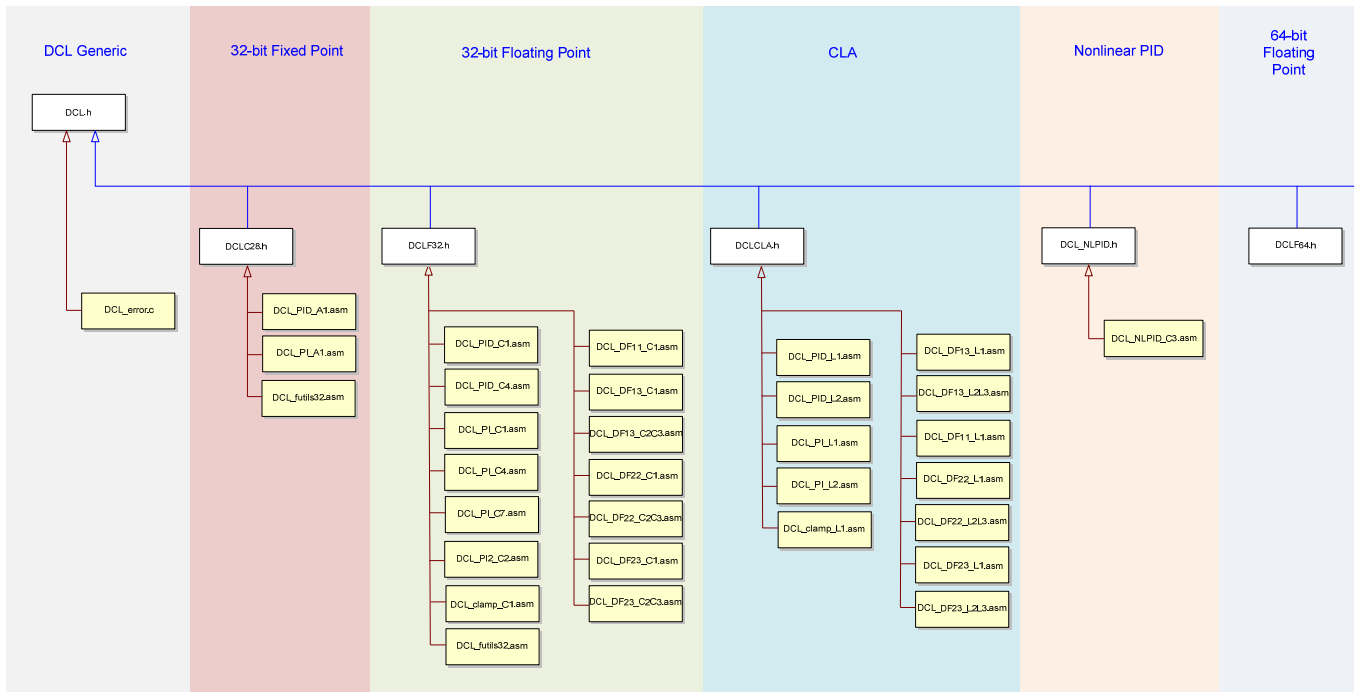 DCL Generic
32-bit Fixed Point
32-bit Floating Point
CLA
Nonlinear PID
64-bit
Floating
Point
DCL.h
DCLC28.h
DCLF32.h
DCLCLA.h
DCL_NLPID.h
DCLF64.h
DCL_error.c
DCL_PID_A1.asm
DCL_PI_A1.asm
DCL_futils32.asm
DCL_PID_C1.asm
DCL_PID_C4.asm
DCL_PI_C1.asm
DCL_PI_C4.asm
DCL_PI_C7.asm
DCL_PI2_C2.asm
DCL_clamp_C1.asm
DCL_futils32.asm
DCL_DF11_C1.asm
DCL_DF13_C1.asm
DCL_DF13_C2C3.asm
DCL_DF22_C1.asm
DCL_DF22_C2C3.asm
DCL_DF23_C1.asm
DCL_DF23_C2C3.asm
DCL_PID_L1.asm
DCL_PID_L2.asm
DCL_PI_L1.asm
DCL_PI_L2.asm
DCL_clamp_L1.asm
DCL_DF13_L1.asm
DCL_DF13_L2L3.asm
DCL_DF11_L1.asm
DCL_DF22_L1.asm
DCL_DF22_L2L3.asm
DCL_DF23_L1.asm
DCL_DF23_L2L3.asm
DCL_NLPID_C3.asm